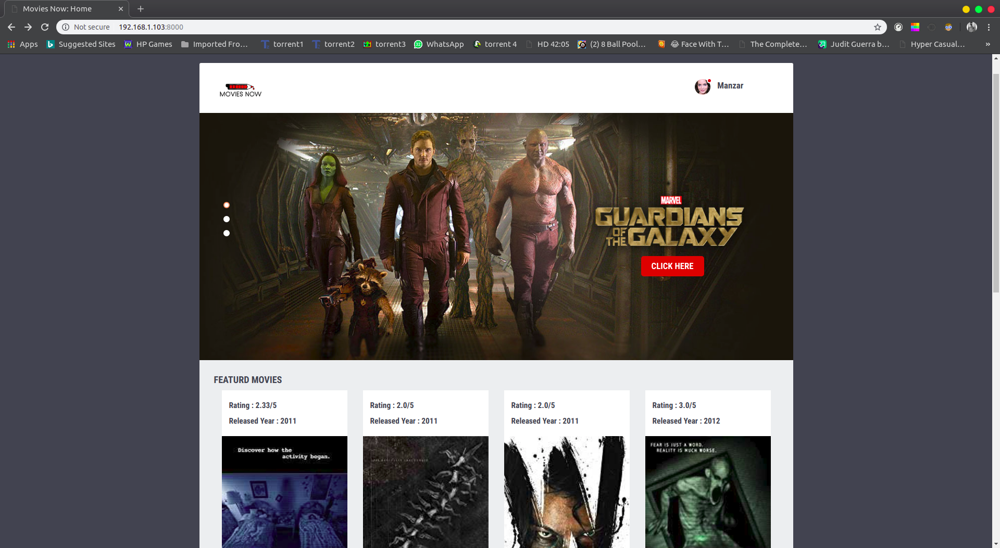 Movies Now: Home
Not secure 192.168.1.103:8000
Apps Suggested Sites HP Games Imported Fro... torrent1 torrent2 torrent3 32 WhatsApp torrent 4 HD 42:05 (2) 8 Ball Pool... Face With T... The Complete... Judit Guerra b... Hyper Casual... »
MOVIES NOW
Manzar
MARVEL
GUARDIANS
OF THE GALAXY
CLICK HERE
FEATURD MOVIES
Rating : 2.33/5
Released Year : 2011
Discover how the
activity began.
Rating : 2.0/5
Released Year : 2011
Rating : 2.0/5
Released Year : 2011
Rating : 3.0/5
Released Year : 2012
FEAR IS JUST A WORD.
REALITY IS MUCH WORSE.